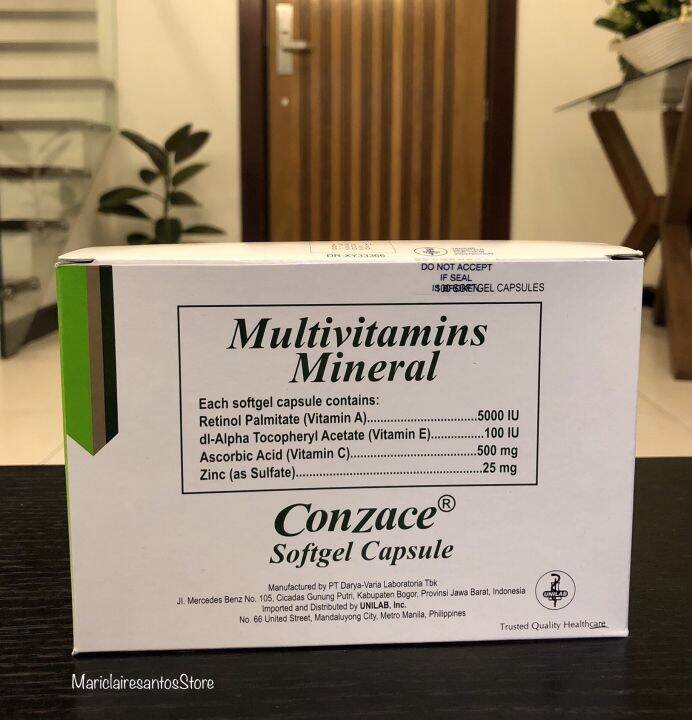 DR-XY33366
DO NOT ACCEPT
IF SEAL
IS BROKEN
100 SOFTGEL CAPSULES
Multivitamins
Mineral
Each softgel capsule contains:
Retinol Palmitate (Vitamin A)..............................5000 IU
dl-Alpha Tocopheryl Acetate (Vitamin E)..............100 IU
Ascorbic Acid (Vitamin C)...................................500 mg
Zinc (as Sulfate)...................................................25 mg
Conzace®
Softgel Capsule
Manufactured by PT Darya-Varia Laboratoria Tbk
Jl. Mercedes Benz No. 105, Cicadas Gunung Putri, Kabupaten Bogor, Provinsi Jawa Barat, Indonesia
Imported and Distributed by UNILAB, Inc.
No. 66 United Street, Mandaluyong City, Metro Manila, Philippines
UNILAB
Trusted Quality Healthcare
MariclairesantosStore